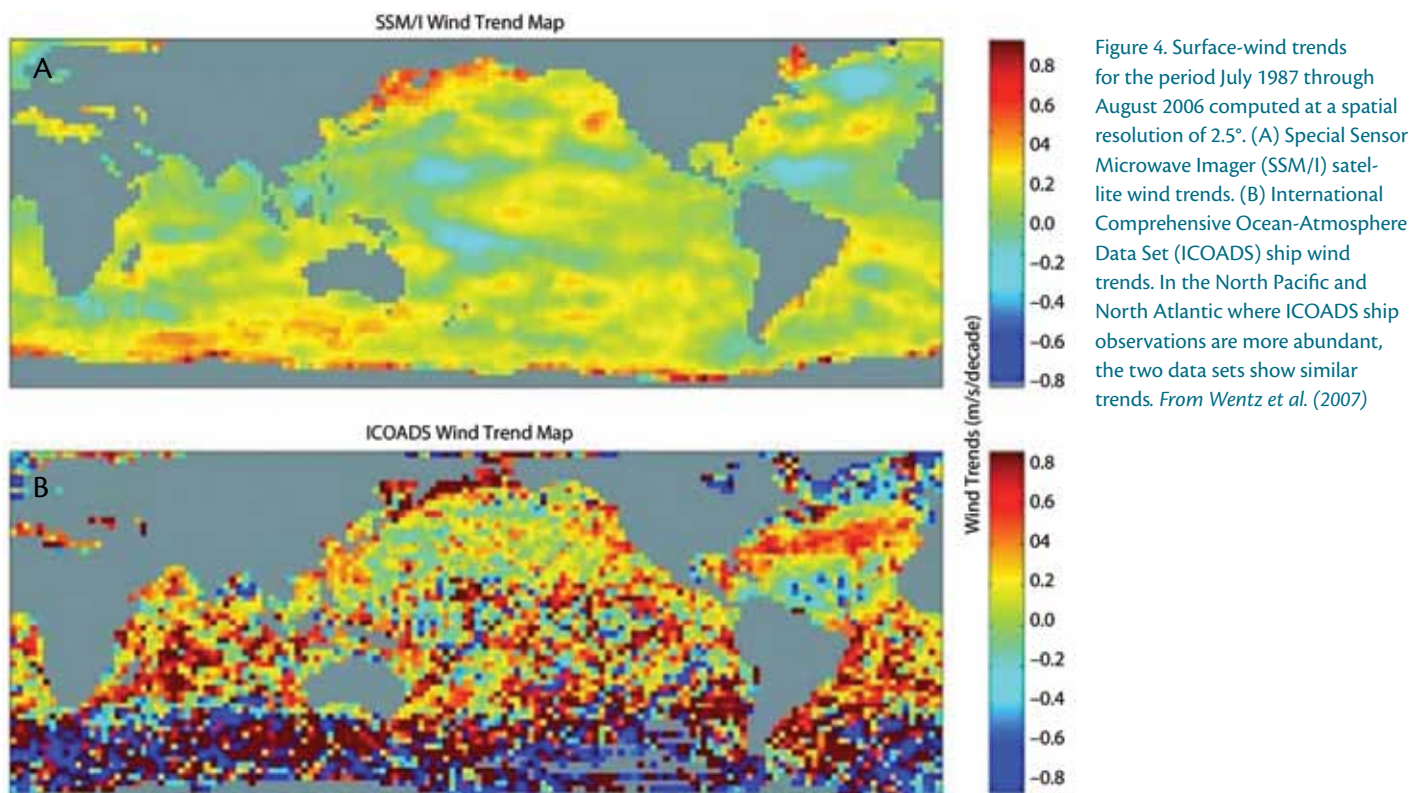 SSM/I Wind Trend Map
A
0.8
0.6
04
0.2
0.0
–0.2
–0.4
–0.6
–0.8
Wind Trends (m/s/decade)
ICOADS Wind Trend Map
B
0.8
0.6
04
0.2
0.0
–0.2
–0.4
–0.6
–0.8
Figure 4. Surface-wind trends
for the period July 1987 through
August 2006 computed at a spatial
resolution of 2.5°. (A) Special Sensor
Microwave Imager (SSM/I) satel-
lite wind trends. (B) International
Comprehensive Ocean-Atmosphere
Data Set (ICOADS) ship wind
trends. In the North Pacific and
North Atlantic where ICOADS ship
observations are more abundant,
the two data sets show similar
trends. From Wentz et al. (2007)